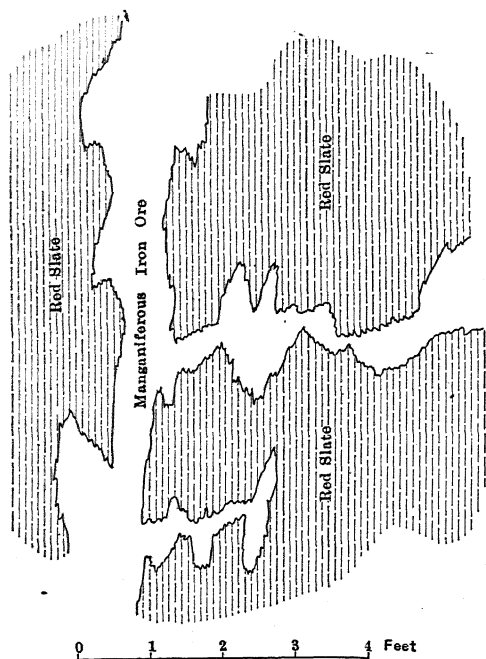 Red Slate
Manganiferous Iron Ore
Red Slate
Red Slate
0 1 2 3 4 Feet